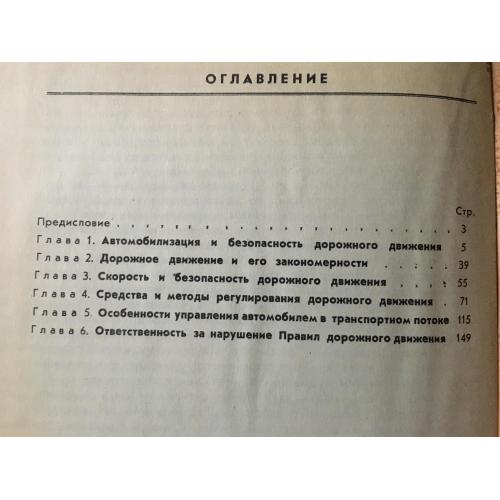 ОГЛАВЛЕНИЕ
Стр.
Предисловие . . . . . . . . . . . . . . . 3
Глава 1. Автомобилизация и безопасность дорожного движения 5
Глава 2. Дорожное движение и его закономерности . . . . . 39
Глава 3. Скорость и безопасность дорожного движения . . . 55
Глава 4. Средства и методы регулирования дорожного движения . 71
Глава 5. Особенности управления автомобилем в транспортном потоке 115
Глава 6. Ответственность за нарушение Правил дорожного движения 149